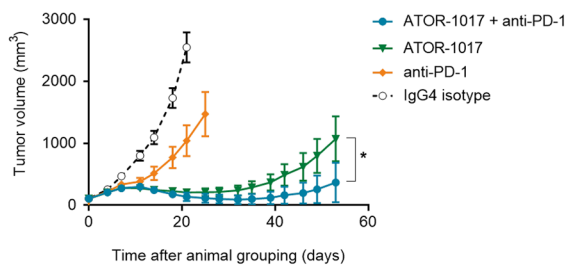 3000
2000
1000
0
Tumor volume (mm³)
0
20
40
60
Time after animal grouping (days)
ATOR-1017 + anti-PD-1
ATOR-1017
anti-PD-1
IgG4 isotype
*